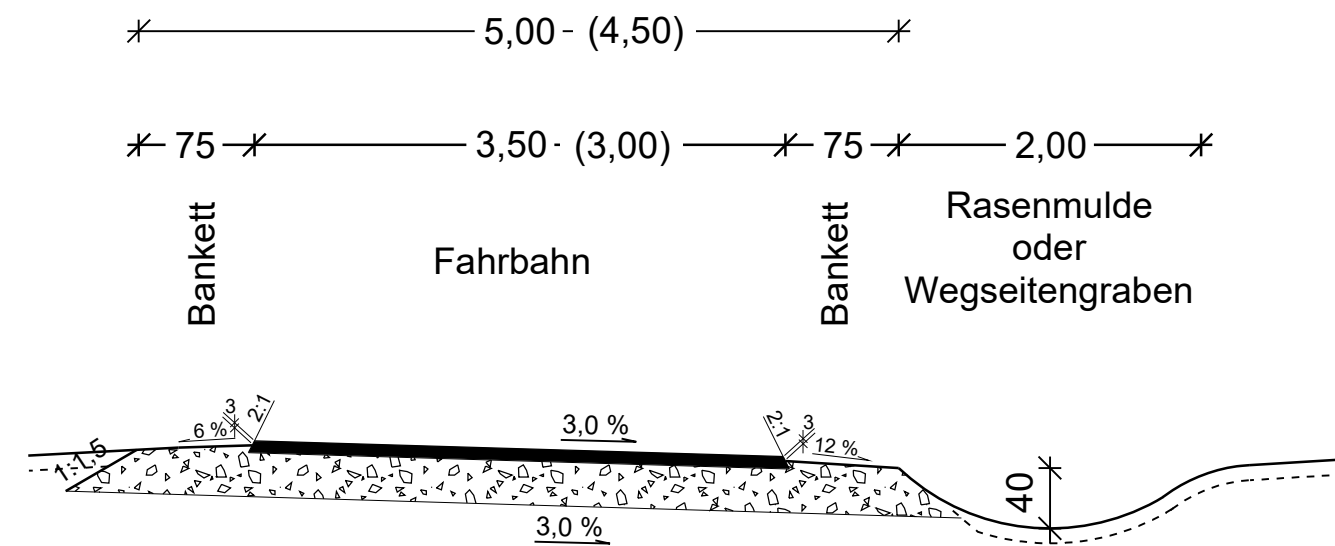 5,00 - (4,50)
75
3,50 - (3,00)
75
2,00
Bankett
Fahrbahn
Bankett
Rasenmulde
oder
Wegseitengraben
1:1,5
6 %
3
2:1
3,0 %
2:1
3
12 %
40
3,0 %